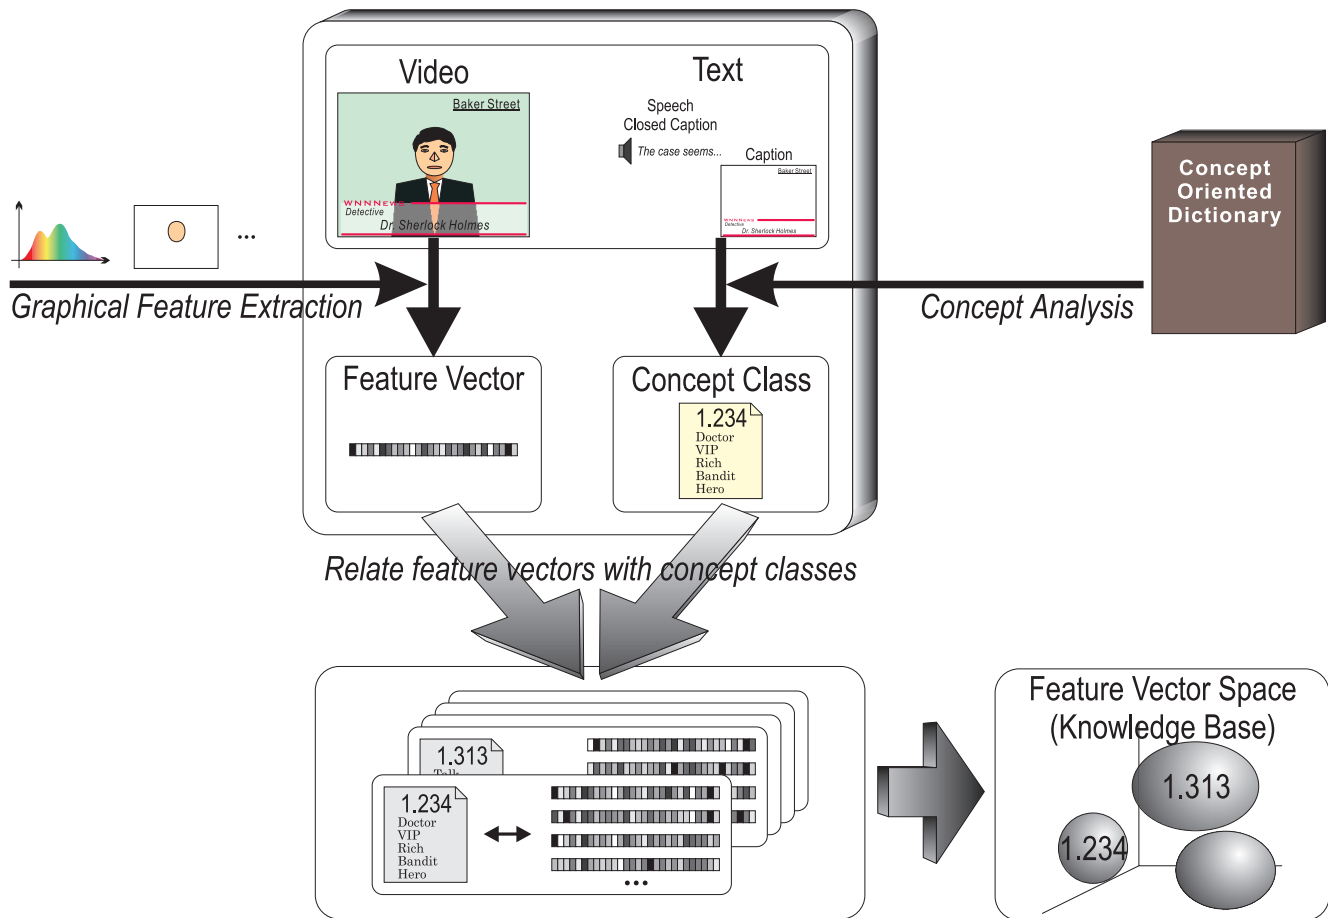 Video
Text
Baker Street
Speech
Closed Caption
The case seems...
Caption
Baker Street
WNNNEWS
Detective
Dr. Sherlock Holmes
WNNNEWS
Detective
Dr. Sherlock Holmes
Concept
Oriented
Dictionary
...
Graphical Feature Extraction
Concept Analysis
Feature Vector
Concept Class
1.234
Doctor
VIP
Rich
Bandit
Hero
Relate feature vectors with concept classes
1.313
Talk
1.234
Doctor
VIP
Rich
Bandit
Hero
...
Feature Vector Space
(Knowledge Base)
1.313
1.234